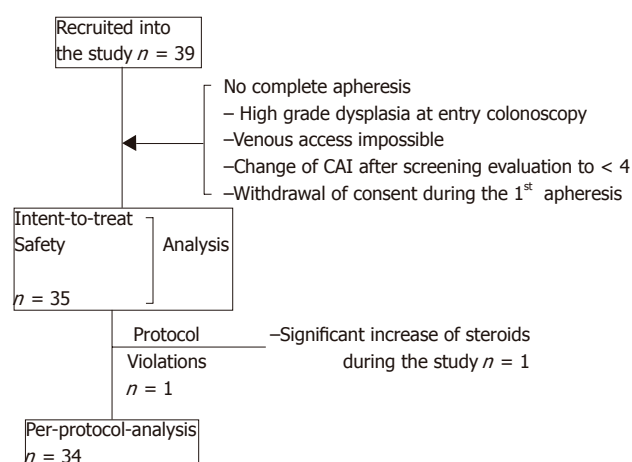 Recruited into
the study n = 39
No complete apheresis
– High grade dysplasia at entry colonoscopy
–Venous access impossible
–Change of CAI after screening evaluation to < 4
–Withdrawal of consent during the 1st apheresis
Intent-to-treat
Safety
Analysis
n = 35
Protocol
Violations
n = 1
–Significant increase of steroids
during the study n = 1
Per-protocol-analysis
n = 34